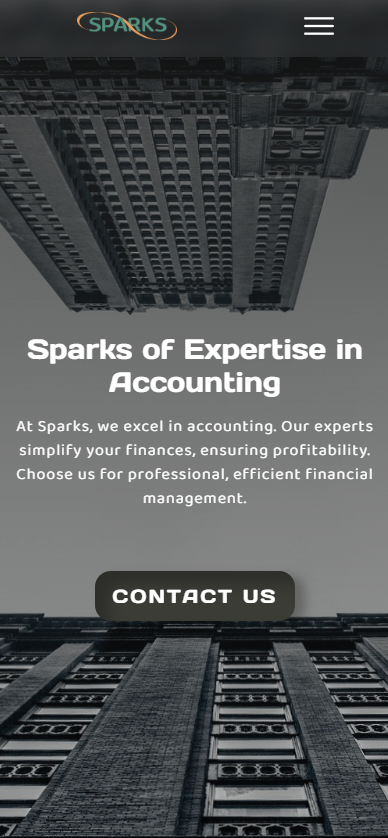 SPARKS
Sparks of Expertise in
Accounting
At Sparks, we excel in accounting. Our experts
simplify your finances, ensuring profitability.
Choose us for professional, efficient financial
management.
CONTACT US